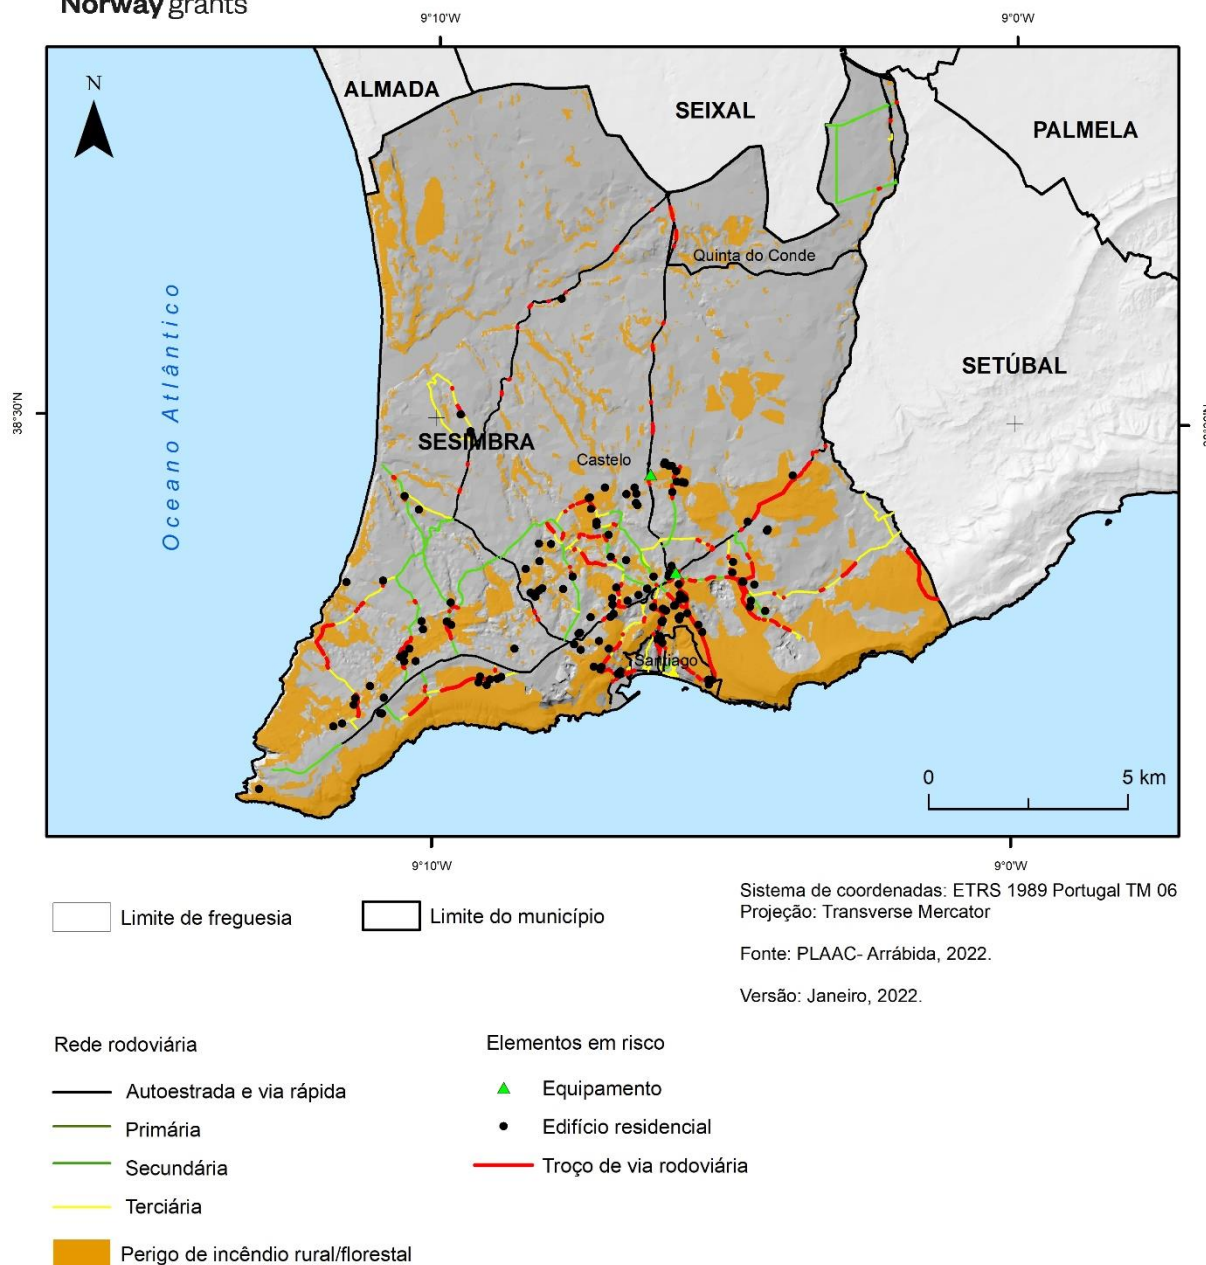 Norway grants
9°10'W
9°0'W
N
ALMADA
SEIXAL
PALMELA
Quinta do Conde
Oceano Atlântico
SETÚBAL
38°30'N
SESIMBRA
Castelo
Santiago
0
5 km
9°10'W
9°0'W
Sistema de coordenadas: ETRS 1989 Portugal TM 06
Limite de freguesia
Limite do município
Projeção: Transverse Mercator
Fonte: PLAAC- Arrábida, 2022.
Versão: Janeiro, 2022.
Rede rodoviária
Elementos em risco
Autoestrada e via rápida
Equipamento
Primária
Edifício residencial
Secundária
Troço de via rodoviária
Terciária
Perigo de incêndio rural/florestal